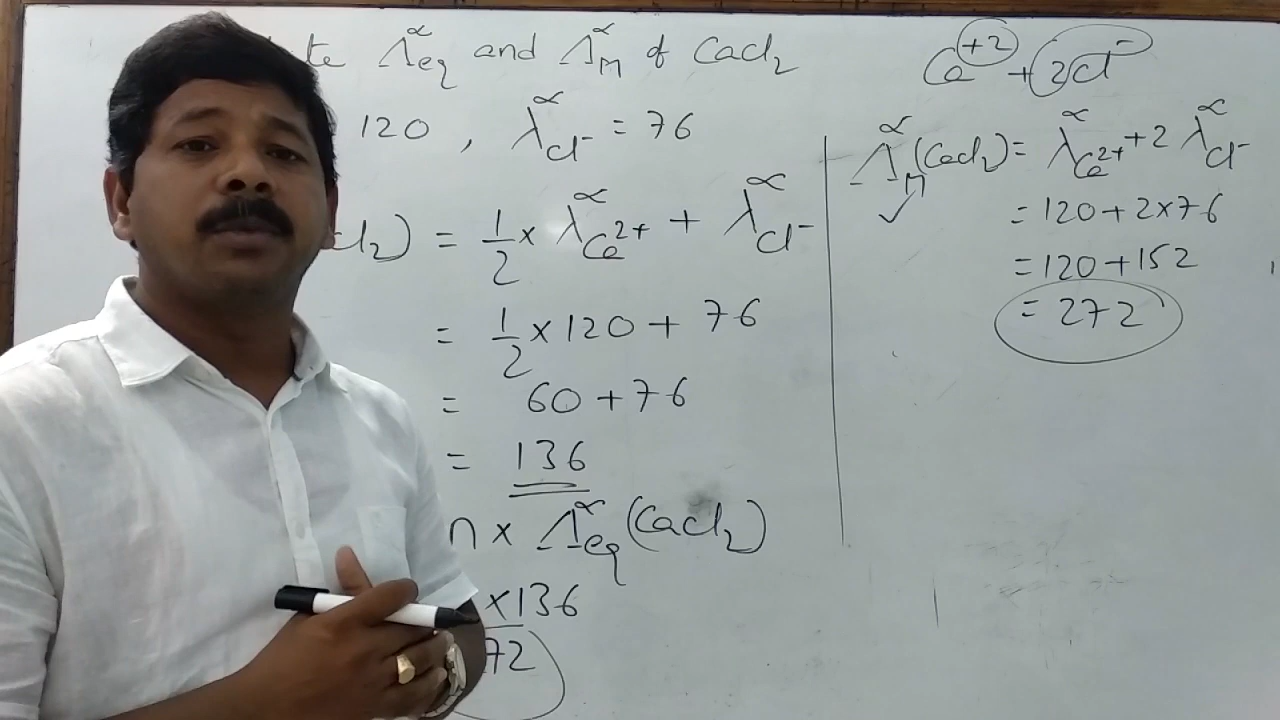 te Λ∝eq and Λ∝M of CaCl2
120 , λ∝Cl- = 76
Cl2) = 1/2 × λ∝Ca2+ + λ∝Cl-
= 1/2 × 120 + 76
= 60 + 76
= 136
n × Λ∝eq (CaCl2)
×136
72
Ca+2 + 2Cl-
Λ∝M (CaCl2) = λ∝Ca2+ + 2 λ∝Cl-
= 120 + 2×76
= 120 + 152
= 272